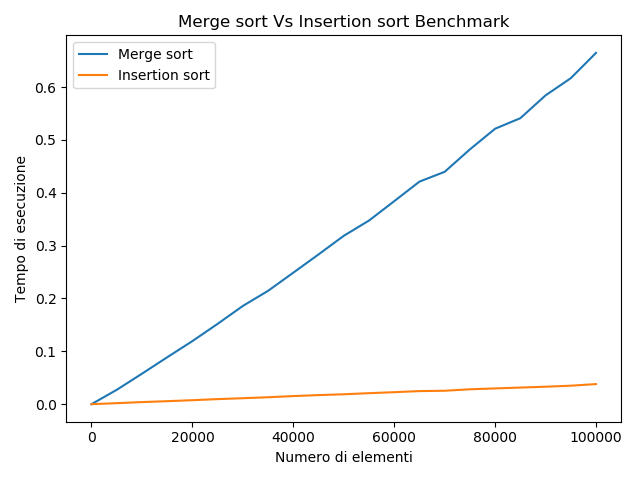 Merge sort Vs Insertion sort Benchmark
Merge sort
Insertion sort
Tempo di esecuzione
0.6
0.5
0.4
0.3
0.2
0.1
0.0
0 20000 40000 60000 80000 100000
Numero di elementi